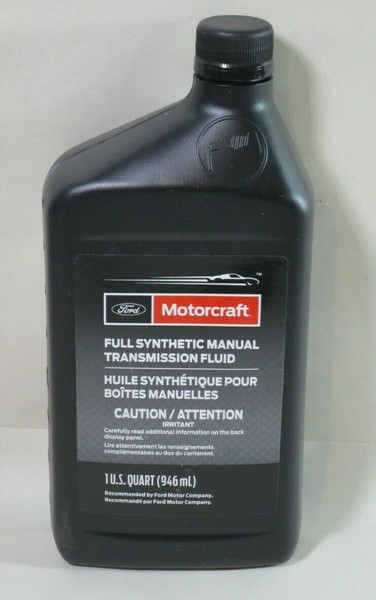 ™
Ford
Motorcraft
FULL SYNTHETIC MANUAL
TRANSMISSION FLUID
HUILE SYNTHÉTIQUE POUR
BOÎTES MANUELLES
CAUTION / ATTENTION
IRRITANT
Carefully read additional information on the back
display panel.
Lire attentivement les renseignements
complémentaires au dos du contenant.
1 U.S. QUART (946 mL)
Recommended by Ford Motor Company.
Recommandé par Ford Motor Company.